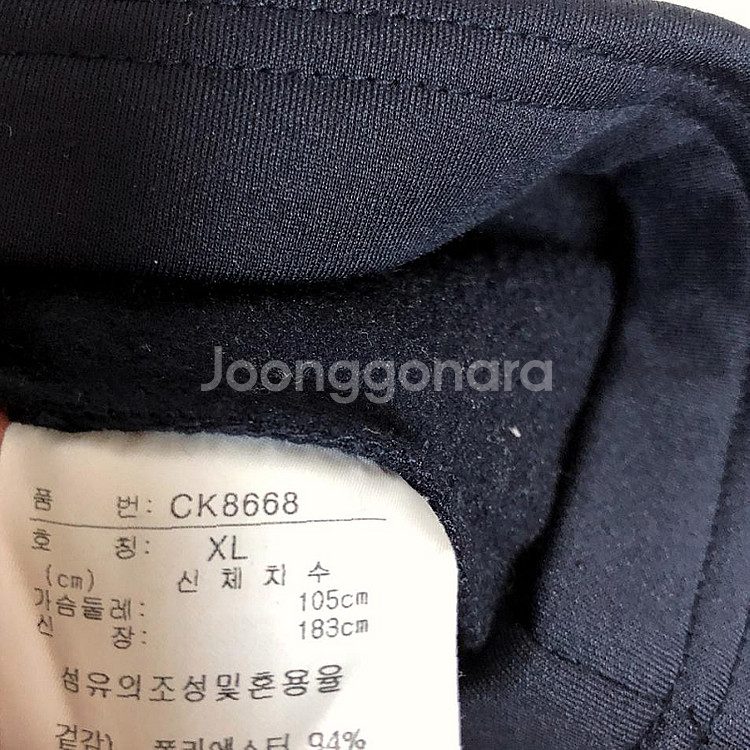 Joonggonara
품 번: CK8668
호 칭: XL
(cm) 신 체 치 수
가슴둘레: 105cm
신 장: 183cm
섬유의조성및혼용율
겉감) 폴리에스터 94%